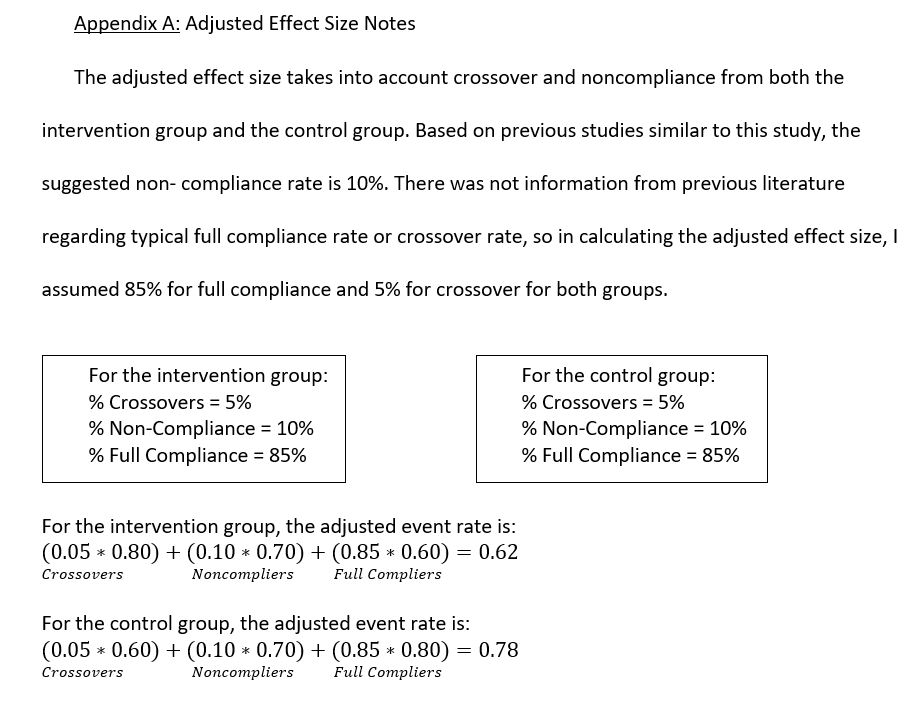 Appendix A: Adjusted Effect Size Notes
The adjusted effect size takes into account crossover and noncompliance from both the
intervention group and the control group. Based on previous studies similar to this study, the
suggested non- compliance rate is 10%. There was not information from previous literature
regarding typical full compliance rate or crossover rate, so in calculating the adjusted effect size, I
assumed 85% for full compliance and 5% for crossover for both groups.
For the intervention group:
% Crossovers = 5%
% Non-Compliance = 10%
% Full Compliance = 85%
For the control group:
% Crossovers = 5%
% Non-Compliance = 10%
% Full Compliance = 85%
For the intervention group, the adjusted event rate is:
(0.05 * 0.80) + (0.10 * 0.70) + (0.85 * 0.60) = 0.62
Crossovers Noncompliers Full Compliers
For the control group, the adjusted event rate is:
(0.05 * 0.60) + (0.10 * 0.70) + (0.85 * 0.80) = 0.78
Crossovers Noncompliers Full Compliers